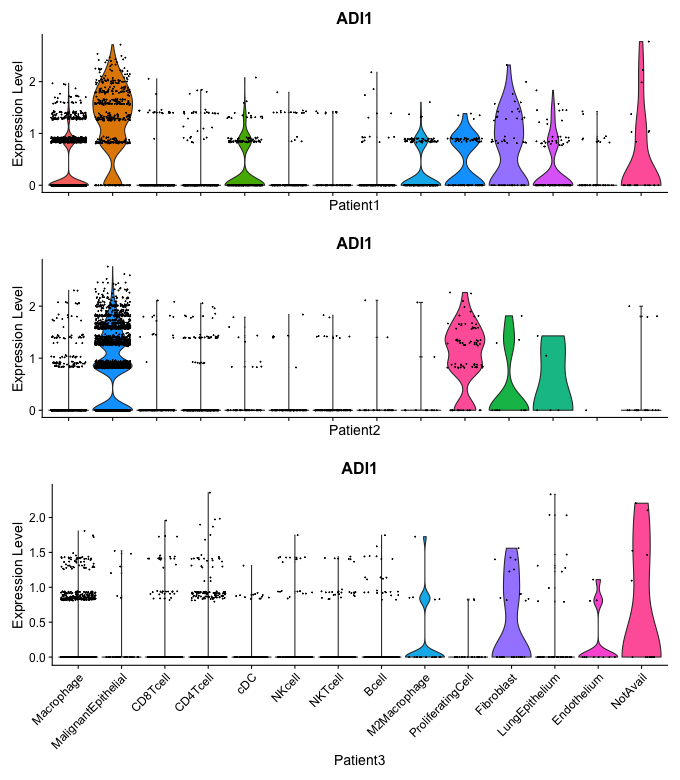 ADI1
Expression Level
2
1
0
Patient1
ADI1
Expression Level
2
1
0
Patient2
ADI1
Expression Level
2.0
1.5
1.0
0.5
0.0
Macrophage
MalignantEpithelial
CD8Tcell
CD4Tcell
cDC
NKcell
NKTcell
Bcell
M2Macrophage
ProliferatingCell
Fibroblast
LungEpithelium
Endothelium
NotAvail
Patient3